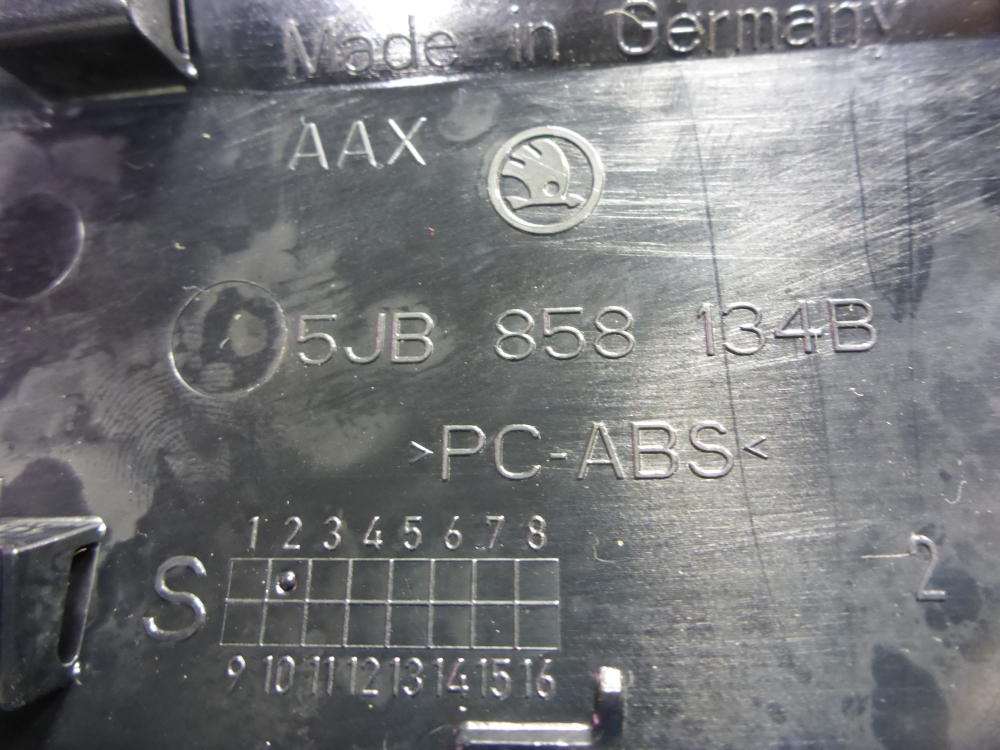 Made in Germany
AAX
5JB 858 134B
>PC-ABS<
1 2 3 4 5 6 7 8
S
2
9 10 11 12 13 14 15 16